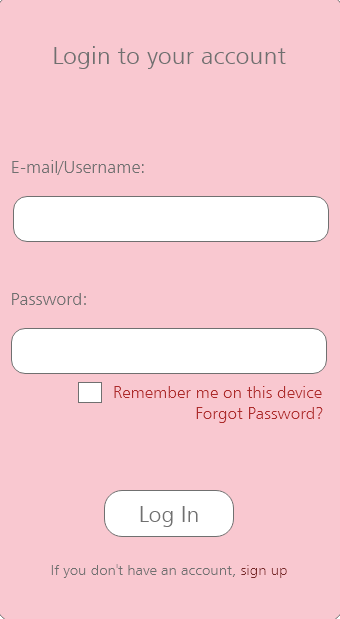 Login to your account
E-mail/Username:
Password:
Remember me on this device
Forgot Password?
Log In
If you don't have an account, sign up